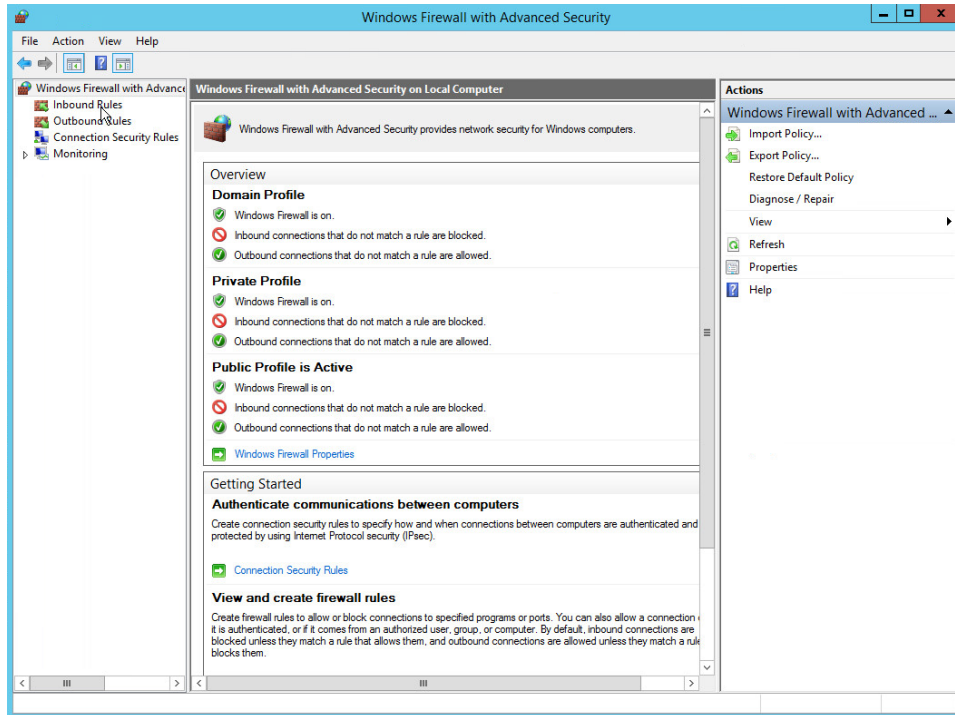 Windows Firewall with Advanced Security
File Action View Help
Windows Firewall with Advance
Inbound Rules
Outbound Rules
Connection Security Rules
Monitoring
Windows Firewall with Advanced Security on Local Computer
Windows Firewall with Advanced Security provides network security for Windows computers.
Overview
Domain Profile
Windows Firewall is on.
Inbound connections that do not match a rule are blocked.
Outbound connections that do not match a rule are allowed.
Private Profile
Windows Firewall is on.
Inbound connections that do not match a rule are blocked.
Outbound connections that do not match a rule are allowed.
Public Profile is Active
Windows Firewall is on.
Inbound connections that do not match a rule are blocked.
Outbound connections that do not match a rule are allowed.
Windows Firewall Properties
Getting Started
Authenticate communications between computers
Create connection security rules to specify how and when connections between computers are authenticated and
protected by using Internet Protocol security (IPsec).
Connection Security Rules
View and create firewall rules
Create firewall rules to allow or block connections to specified programs or ports. You can also allow a connection
it is authenticated, or if it comes from an authorized user, group, or computer. By default, inbound connections are
blocked unless they match a rule that allows them, and outbound connections are allowed unless they match a rule
blocks them.
Actions
Windows Firewall with Advanced ...
Import Policy...
Export Policy...
Restore Default Policy
Diagnose / Repair
View
Refresh
Properties
Help